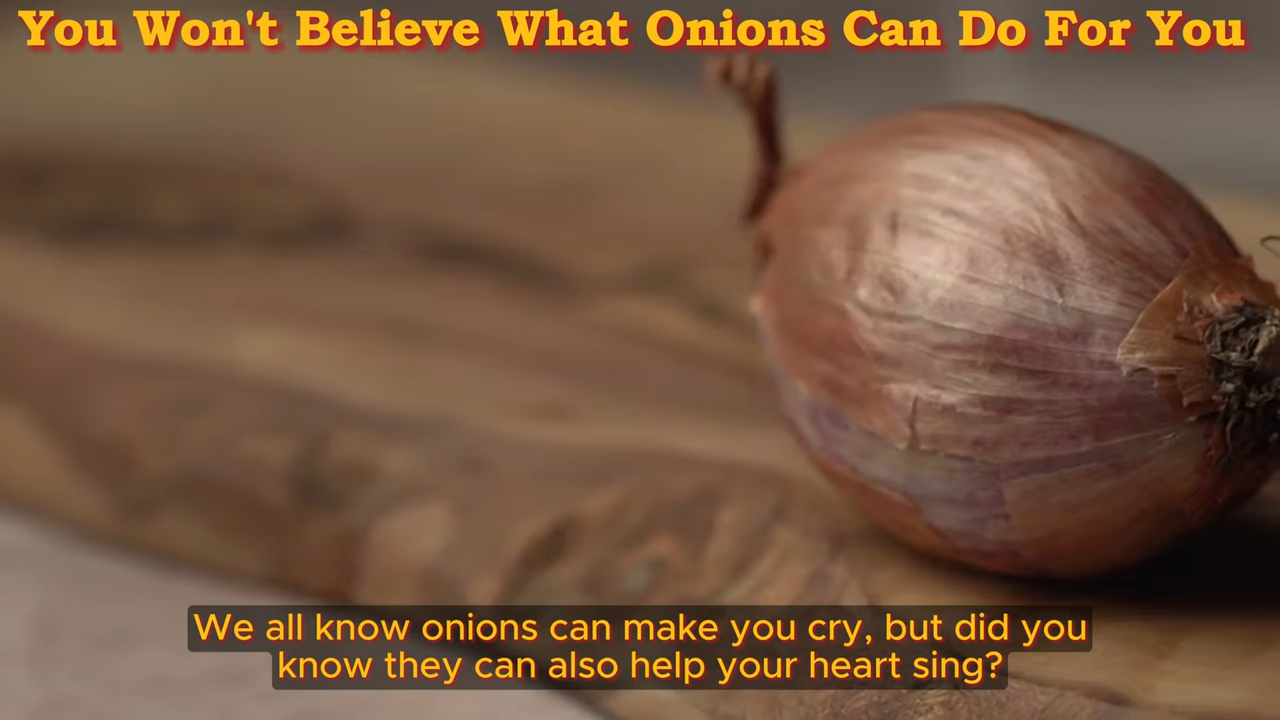 You Won't Believe What Onions Can Do For You
We all know onions can make you cry, but did you
know they can also help your heart sing?